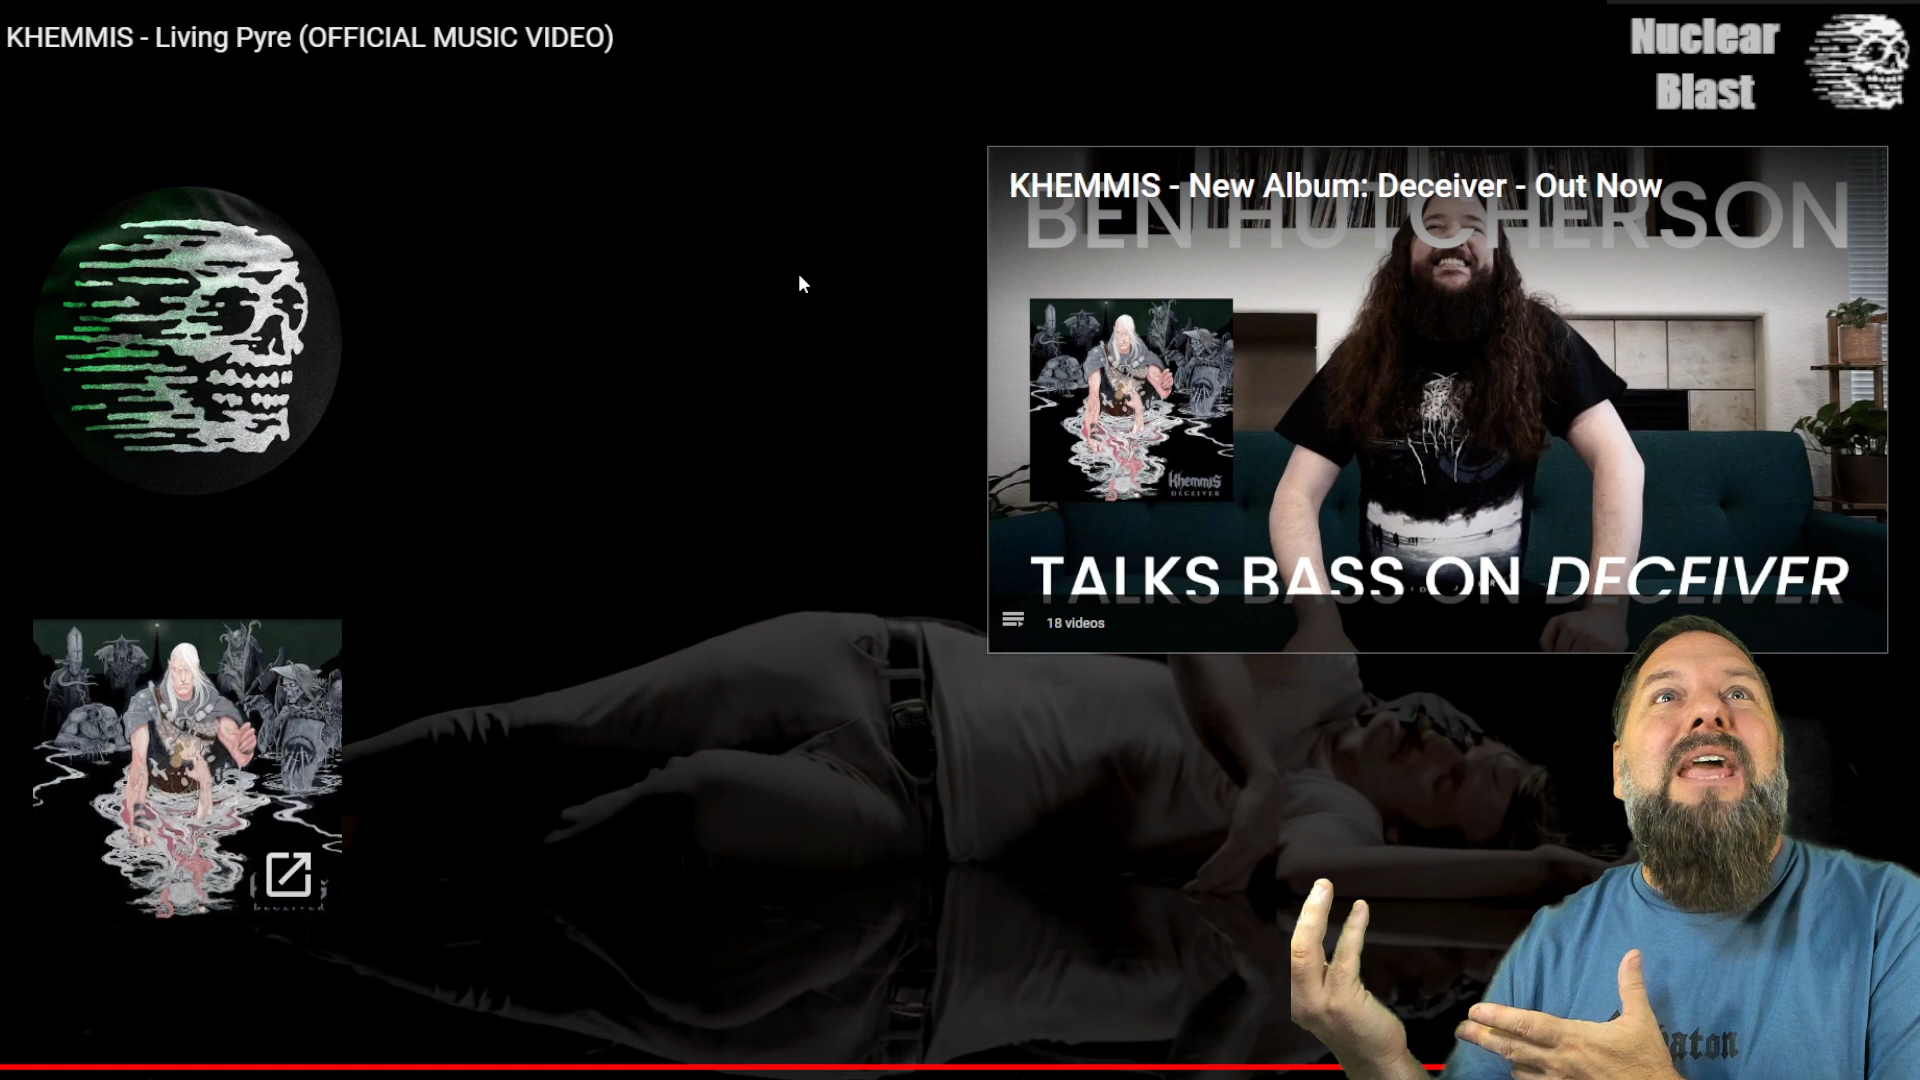 KHEMMIS - Living Pyre (OFFICIAL MUSIC VIDEO)
Nuclear
Blast
KHEMMIS - New Album: Deceiver - Out Now
BEN HUTCHERSON
Khemmis
DECEIVER
TALKS BASS ON DECEIVER
18 videos
DECEIVER